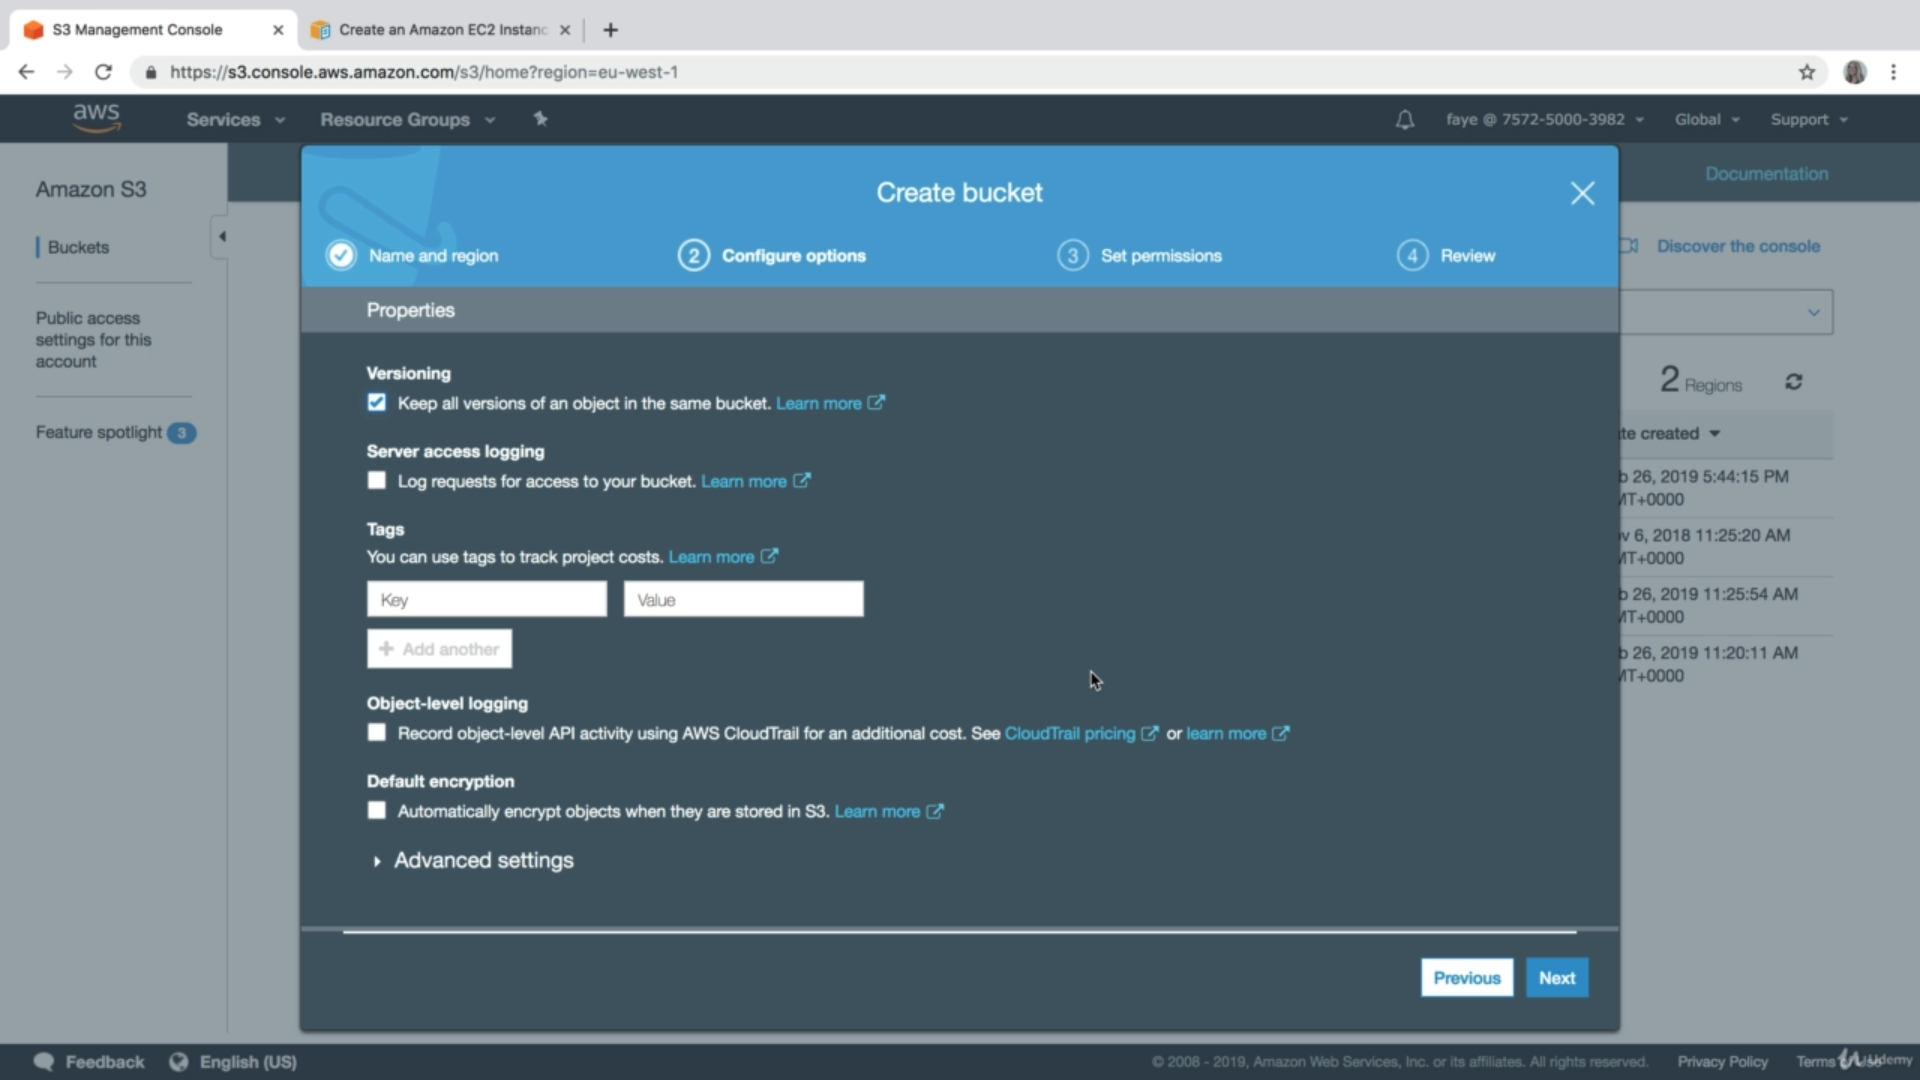 S3 Management Console
Create an Amazon EC2 Instanc
https://s3.console.aws.amazon.com/s3/home?region=eu-west-1
aws
Services
Resource Groups
faye @ 7572-5000-3982
Global
Support
Amazon S3
Buckets
Public access
settings for this
account
Feature spotlight 3
Documentation
Discover the console
2 Regions
te created
b 26, 2019 5:44:15 PM
MT+0000
v 6, 2018 11:25:20 AM
MT+0000
b 26, 2019 11:25:54 AM
MT+0000
b 26, 2019 11:20:11 AM
MT+0000
Create bucket
Name and region
2 Configure options
3 Set permissions
4 Review
Properties
Versioning
Keep all versions of an object in the same bucket. Learn more
Server access logging
Log requests for access to your bucket. Learn more
Tags
You can use tags to track project costs. Learn more
Key
Value
+ Add another
Object-level logging
Record object-level API activity using AWS CloudTrail for an additional cost. See CloudTrail pricing or learn more
Default encryption
Automatically encrypt objects when they are stored in S3. Learn more
Advanced settings
Previous
Next
Feedback
English (US)
© 2008 - 2019, Amazon Web Services, Inc. or its affiliates. All rights reserved.
Privacy Policy
Terms
Udemy